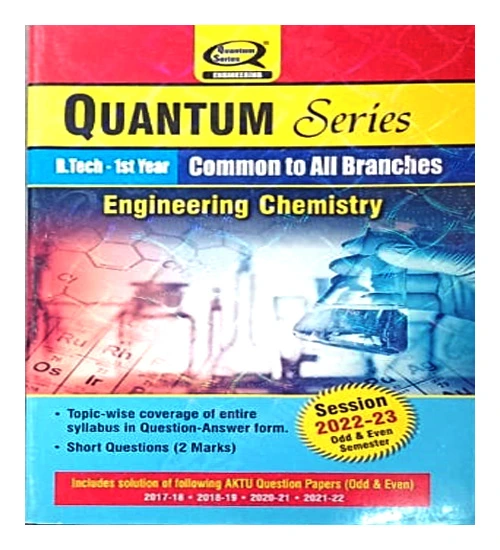 Quantum
Series
ENGINEERING
QUANTUM Series
B.Tech - 1st Year Common to All Branches
Engineering Chemistry
Cl
Ru Rh
Os Ir
• Topic-wise coverage of entire
syllabus in Question-Answer form.
• Short Questions (2 Marks)
Session
2022-23
Odd & Even
Semester
Includes solution of following AKTU Question Papers (Odd & Even)
2017-18 • 2018-19 • 2020-21 • 2021-22